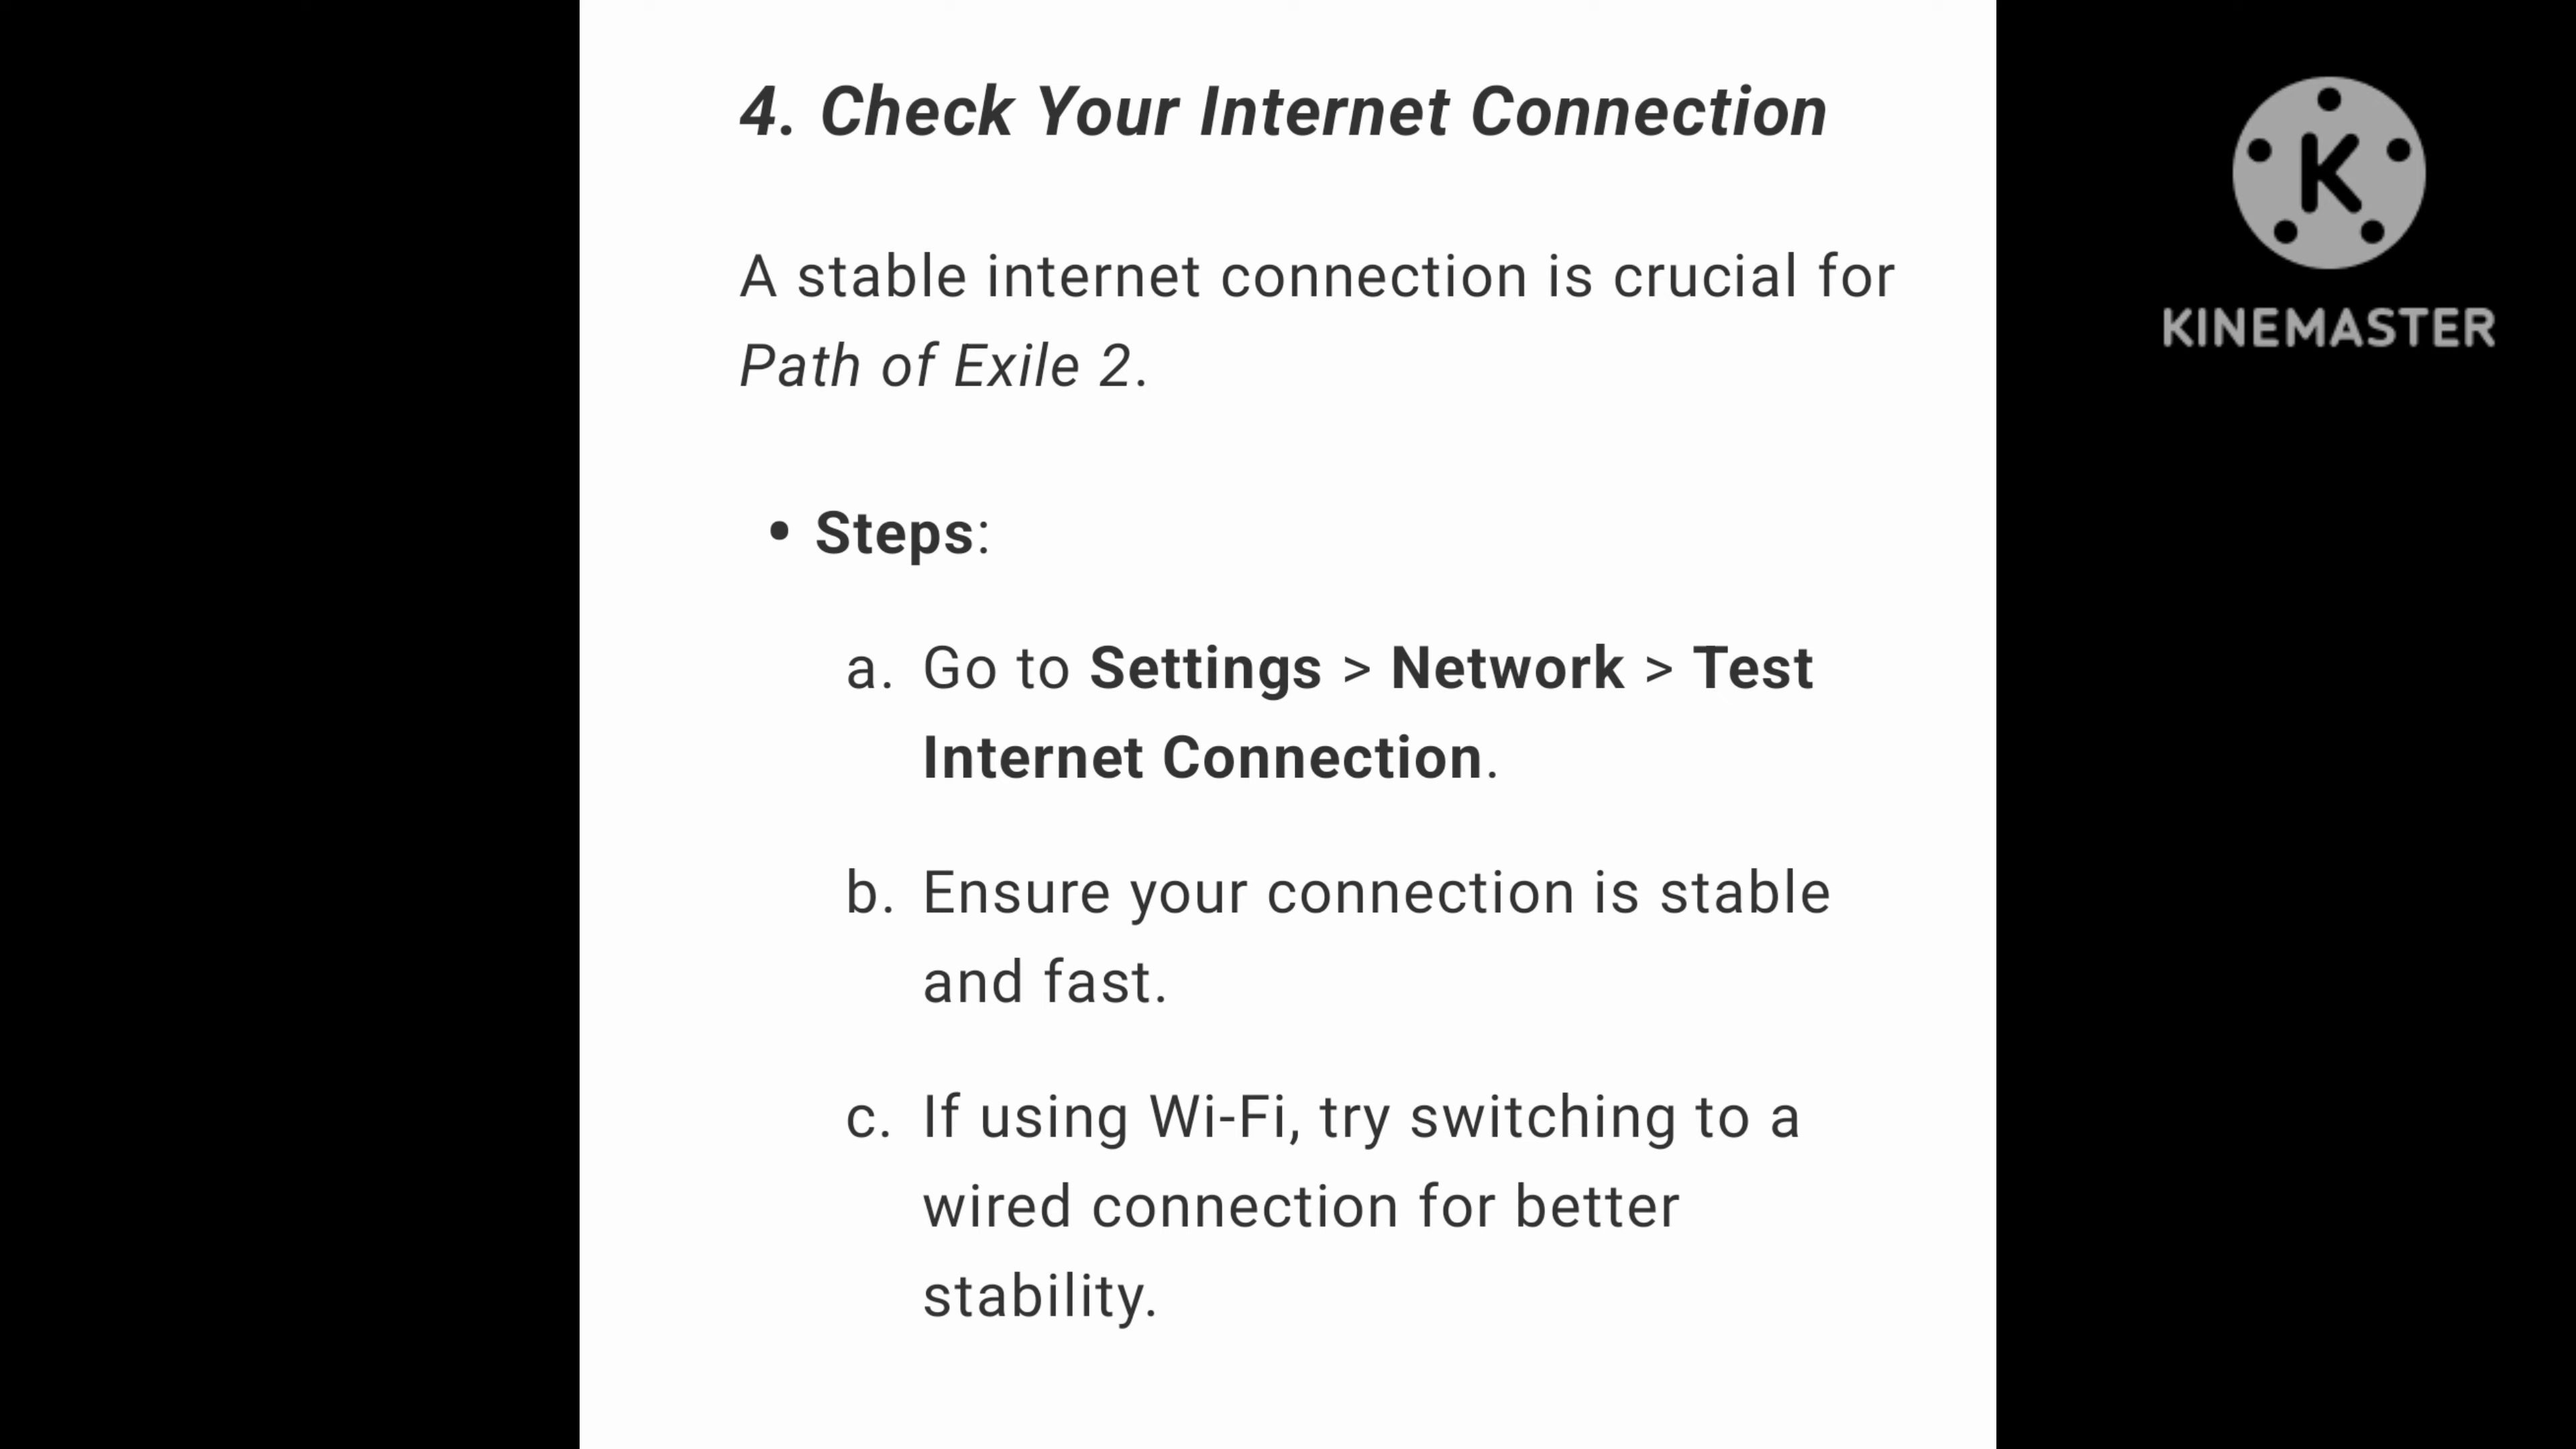 4. Check Your Internet Connection
A stable internet connection is crucial for
Path of Exile 2.
• Steps:
a. Go to Settings > Network > Test
Internet Connection.
b. Ensure your connection is stable
and fast.
c. If using Wi-Fi, try switching to a
wired connection for better
stability.
K
KINEMASTER